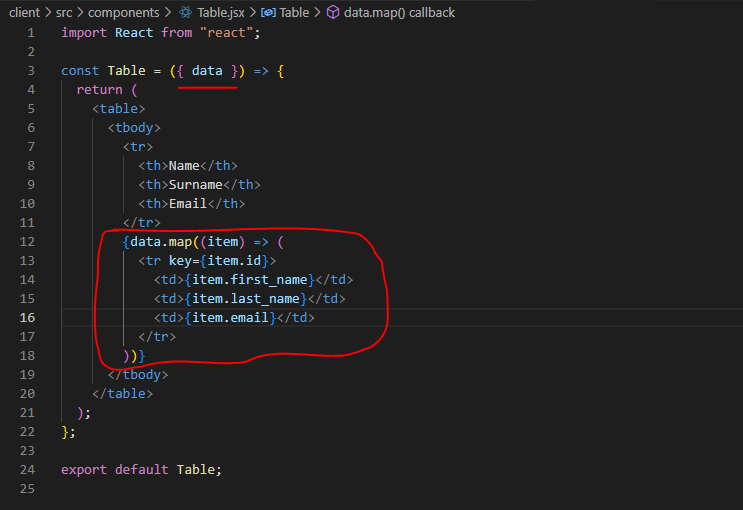 client > src > components > Table.jsx > Table > data.map() callback
1 import React from "react";
2
3 const Table = ({ data }) => {
4 return (
5 <table>
6 <tbody>
7 <tr>
8 <th>Name</th>
9 <th>Surname</th>
10 <th>Email</th>
11 </tr>
12 {data.map((item) => (
13 <tr key={item.id}>
14 <td>{item.first_name}</td>
15 <td>{item.last_name}</td>
16 <td>{item.email}</td>
17 </tr>
18 ))}
19 </tbody>
20 </table>
21 );
22 };
23
24 export default Table;
25